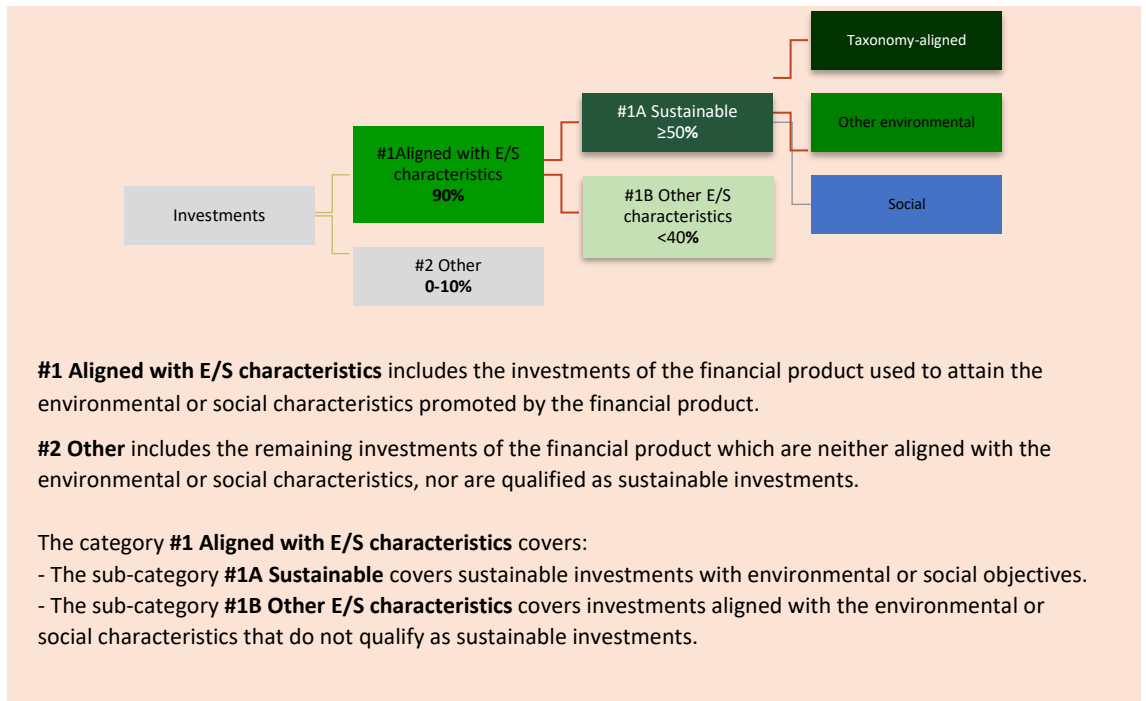 Taxonomy-aligned
#1A Sustainable
≥50%
Other environmental
#1Aligned with E/S
characteristics
90%
#1B Other E/S
characteristics
<40%
Social
Investments
#2 Other
0-10%
#1 Aligned with E/S characteristics includes the investments of the financial product used to attain the
environmental or social characteristics promoted by the financial product.
#2 Other includes the remaining investments of the financial product which are neither aligned with the
environmental or social characteristics, nor are qualified as sustainable investments.
The category #1 Aligned with E/S characteristics covers:
- The sub-category #1A Sustainable covers sustainable investments with environmental or social objectives.
- The sub-category #1B Other E/S characteristics covers investments aligned with the environmental or
social characteristics that do not qualify as sustainable investments.